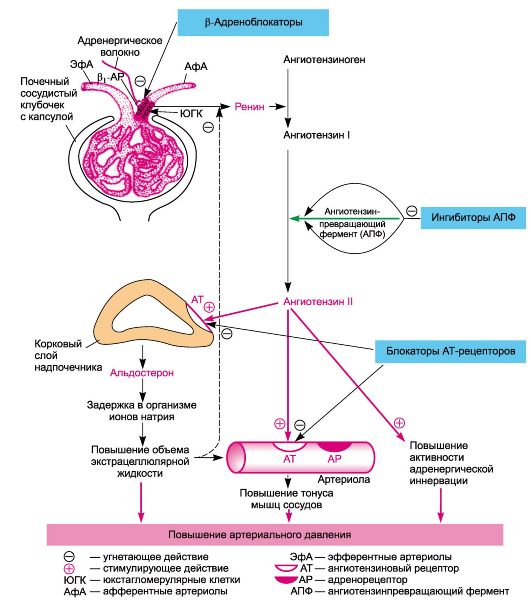 β-Адреноблокаторы
Адренергическое
волокно
ЭфА
β₁-АР
АфА
Почечный
сосудистый
клубочек
с капсулой
ЮГК
Ренин
Ангиотензиноген
Ангиотензин I
Ангиотензин-
превращающий
фермент (АПФ)
Ингибиторы АПФ
АТ
Ангиотензин II
Корковый
слой
надпочечника
Блокаторы АТ-рецепторов
Альдостерон
Задержка в организме
ионов натрия
Повышение объема
экстрацеллюлярной
жидкости
АТ
АР
Артериола
Повышение тонуса
мышц сосудов
Повышение
активности
адренергической
иннервации
Повышение артериального давления
⊖ — угнетающее действие
⊕ — стимулирующее действие
ЮГК — юкстагломерулярные клетки
АфА — афферентные артериолы
ЭфА — эфферентные артериолы
АТ — ангиотензиновый рецептор
АР — адренорецептор
АПФ — ангиотензинпревращающий фермент